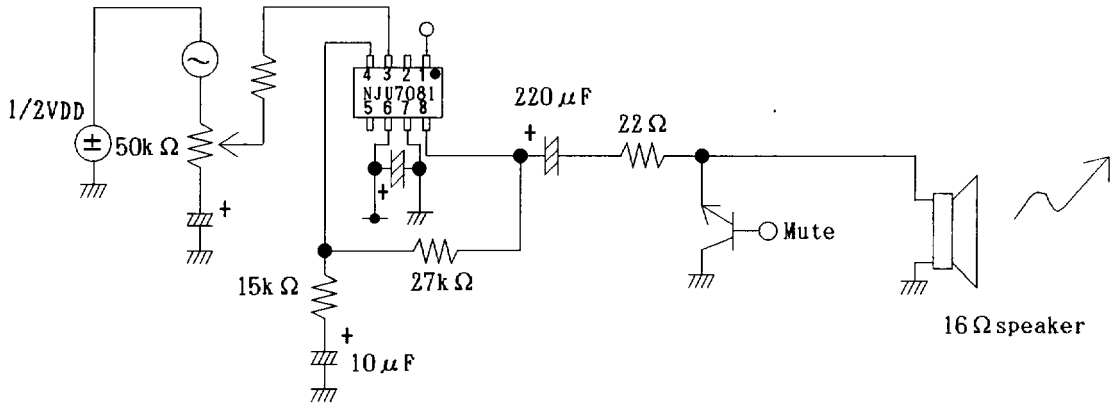 1/2VDD
50kΩ
+
4 3 2 1
NJU7081
5 6 7 8
+
220μF
+
22Ω
Mute
27kΩ
15kΩ
+
10μF
16Ω speaker